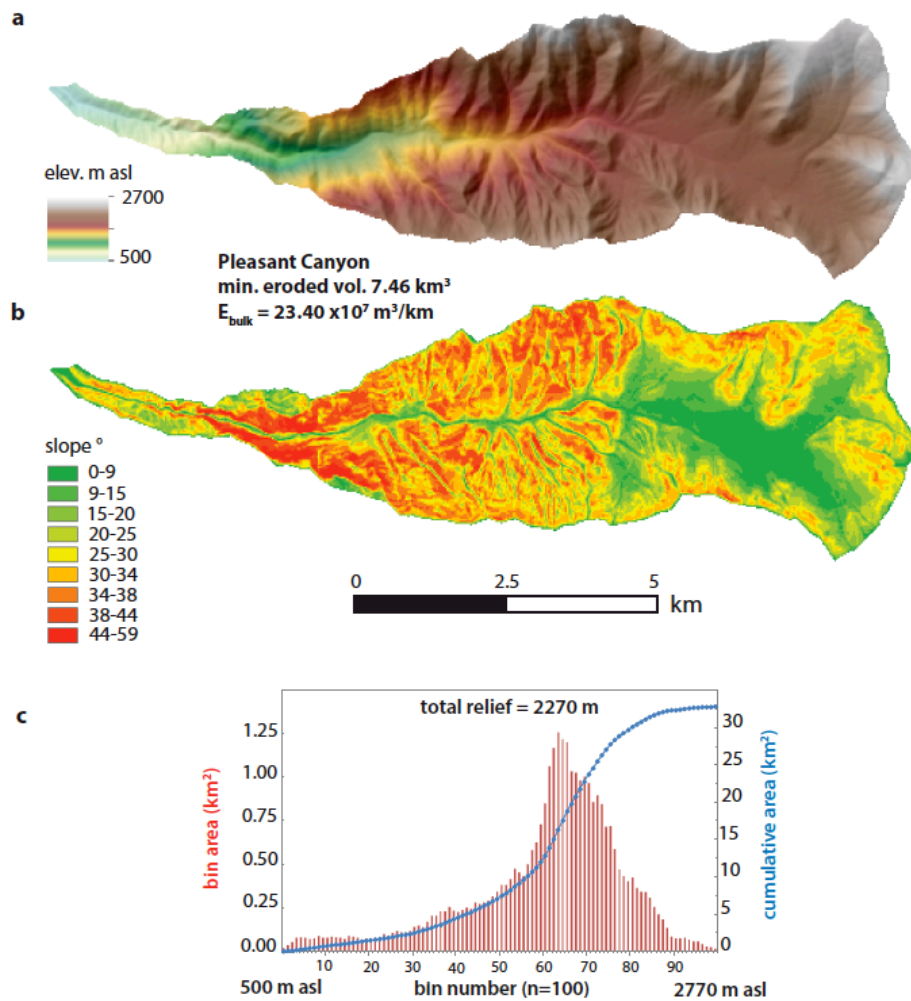 a
elev. m asl
2700
500
Pleasant Canyon
min. eroded vol. 7.46 km³
E_bulk = 23.40 x10⁷ m³/km
b
slope °
0-9
9-15
15-20
20-25
25-30
30-34
34-38
38-44
44-59
0 2.5 5
km
c
total relief = 2270 m
bin area (km²)
1.25
1.00
0.75
0.50
0.25
0.00
30
25
20
15
10
5
0
cumulative area (km²)
10 20 30 40 50 60 70 80 90
500 m asl bin number (n=100) 2770 m asl